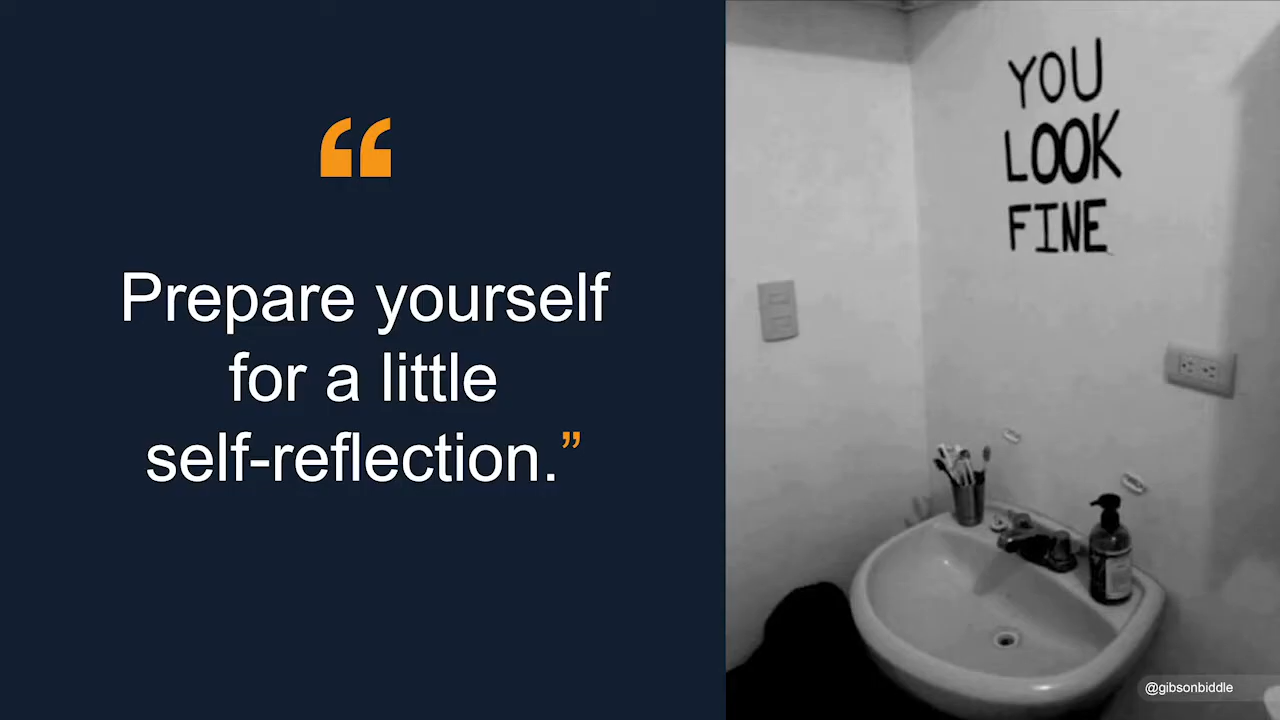 “
Prepare yourself
for a little
self-reflection.”
YOU
LOOK
FINE
@gibsonbiddle